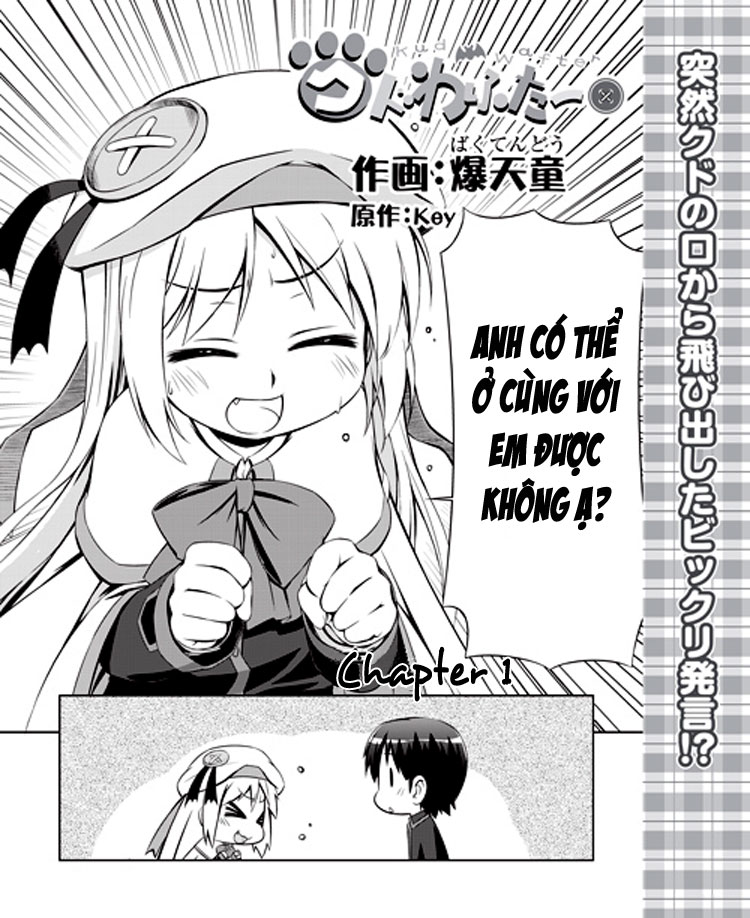 Kud Wafter
クドわふたー
ばくてんどう
作画：爆天童
原作：Key
突然クドの口から飛び出したビックリ発言!?
ANH CÓ THỂ
Ở CÙNG VỚI
EM ĐƯỢC
KHÔNG Ạ?
Chapter 1